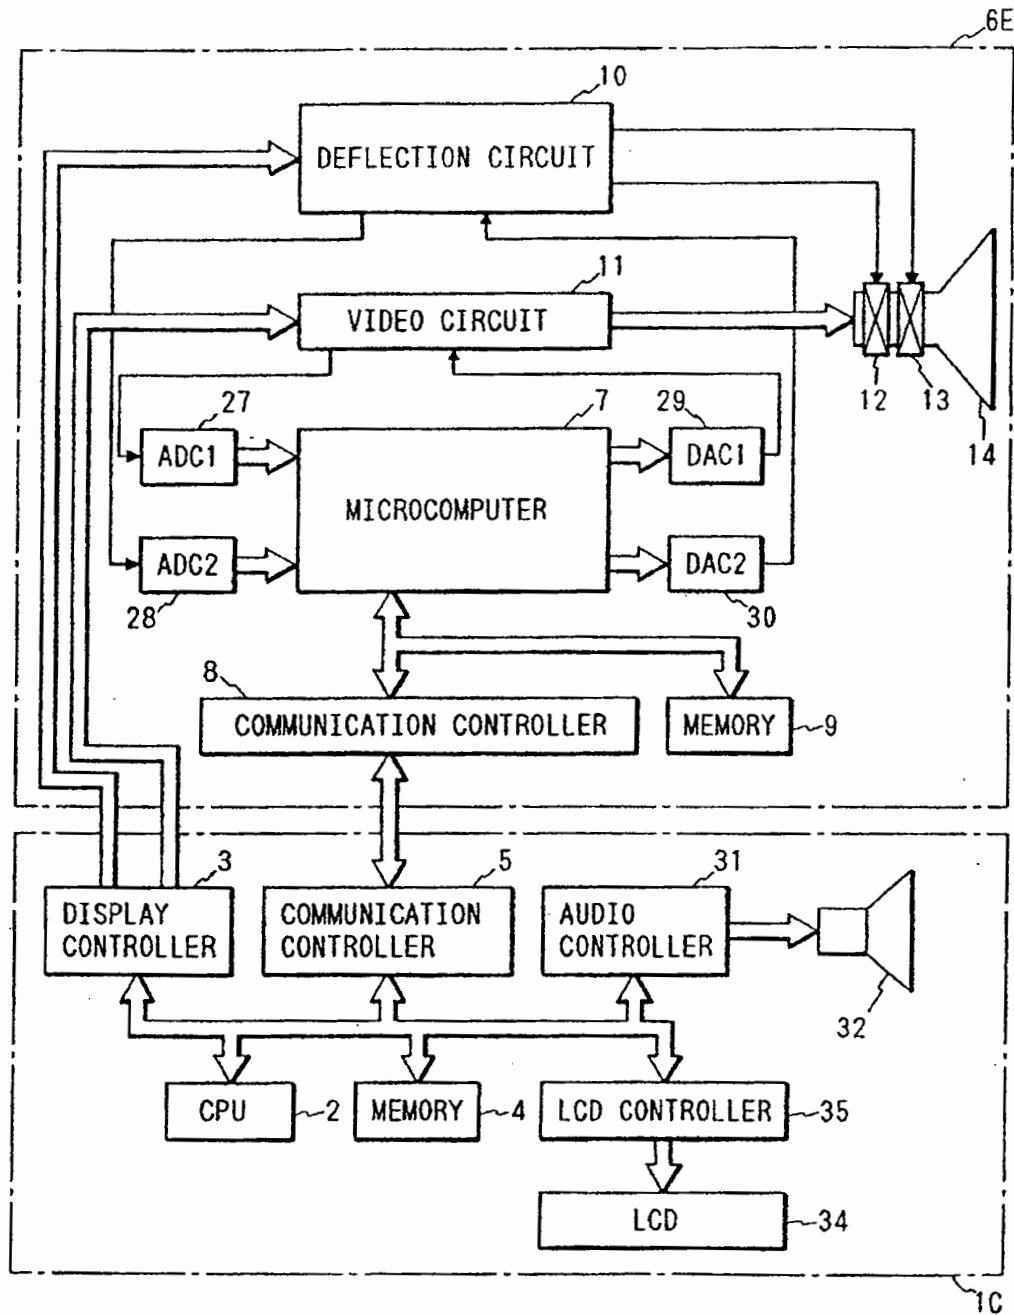 6E
10
DEFLECTION CIRCUIT
11
VIDEO CIRCUIT
12
13
14
27
7
29
ADC1
DAC1
MICROCOMPUTER
ADC2
DAC2
28
30
8
COMMUNICATION CONTROLLER
MEMORY
9
3
5
31
DISPLAY
CONTROLLER
COMMUNICATION
CONTROLLER
AUDIO
CONTROLLER
32
CPU
2
MEMORY
4
LCD CONTROLLER
35
LCD
34
1C